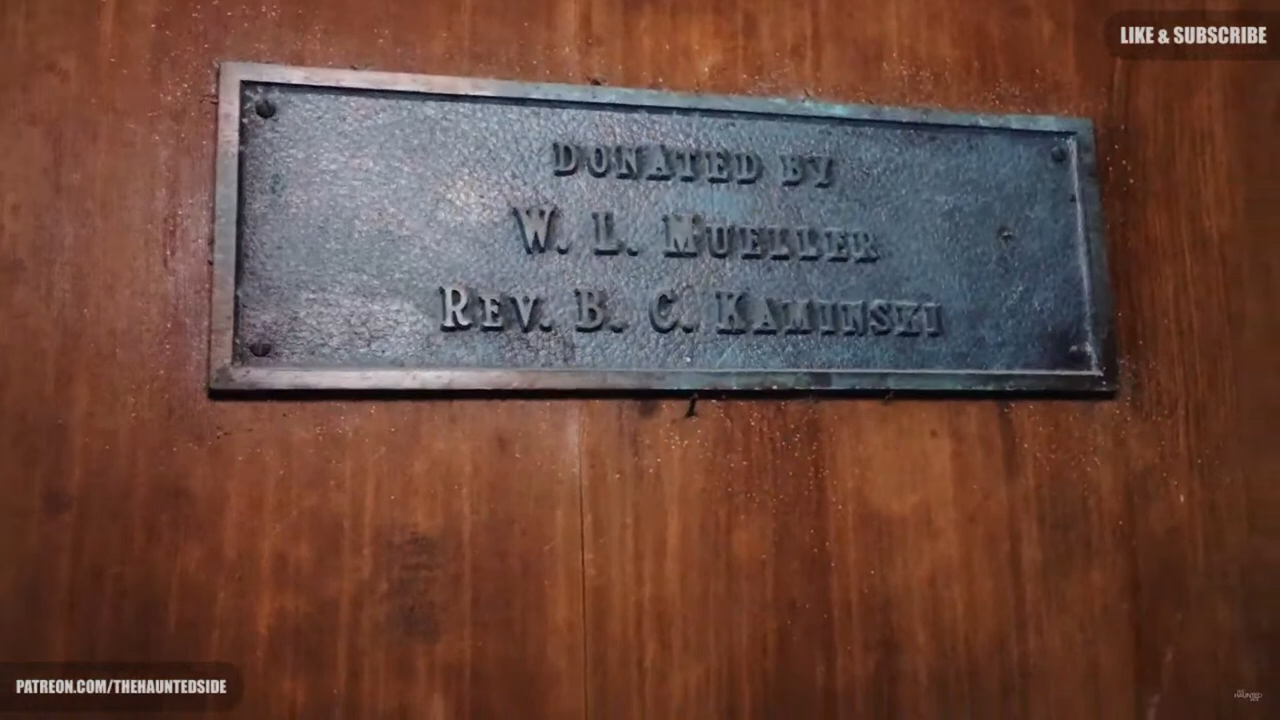 LIKE & SUBSCRIBE
DONATED BY
W. L. MUELLER
REV. B. C. KAMINSKI
PATREON.COM/THEHAUNTEDSIDE